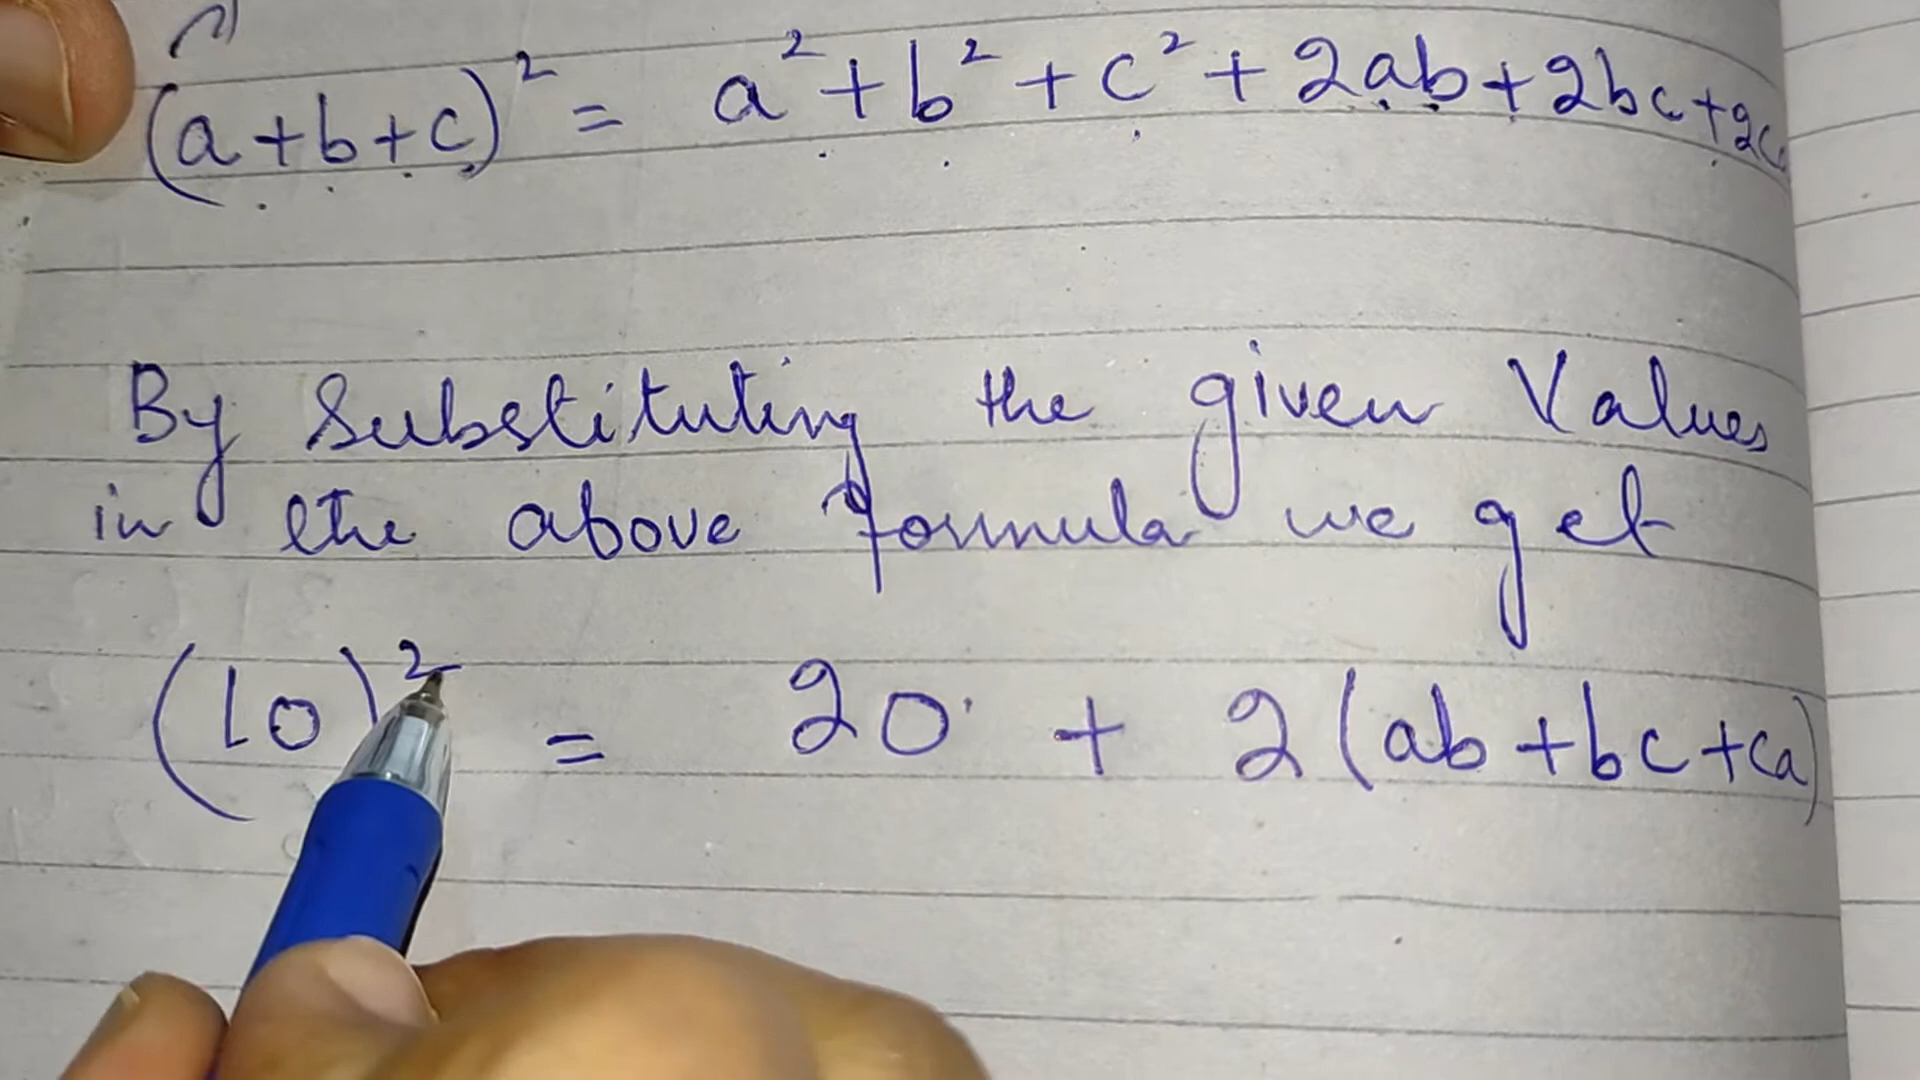 (a+b+c)² = a² + b² + c² + 2ab + 2bc + 2c
By Substituting the given Values
in the above formula we get
(10)² = 20 + 2(ab+bc+ca)